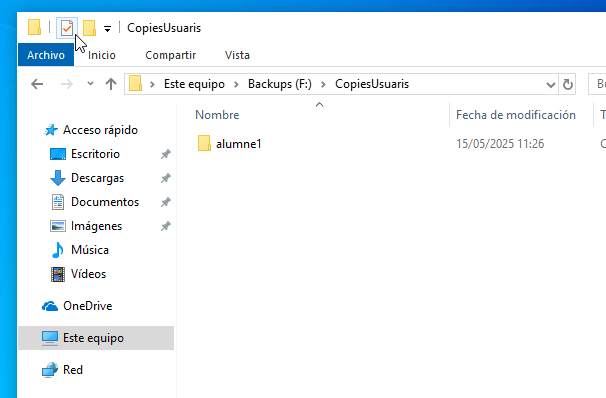 CopiesUsuaris
Archivo Inicio Compartir Vista
Este equipo Backups (F:) CopiesUsuaris
Nombre Fecha de modificación
Acceso rápido
alumne1 15/05/2025 11:26
Escritorio
Descargas
Documentos
Imágenes
Música
Vídeos
OneDrive
Este equipo
Red